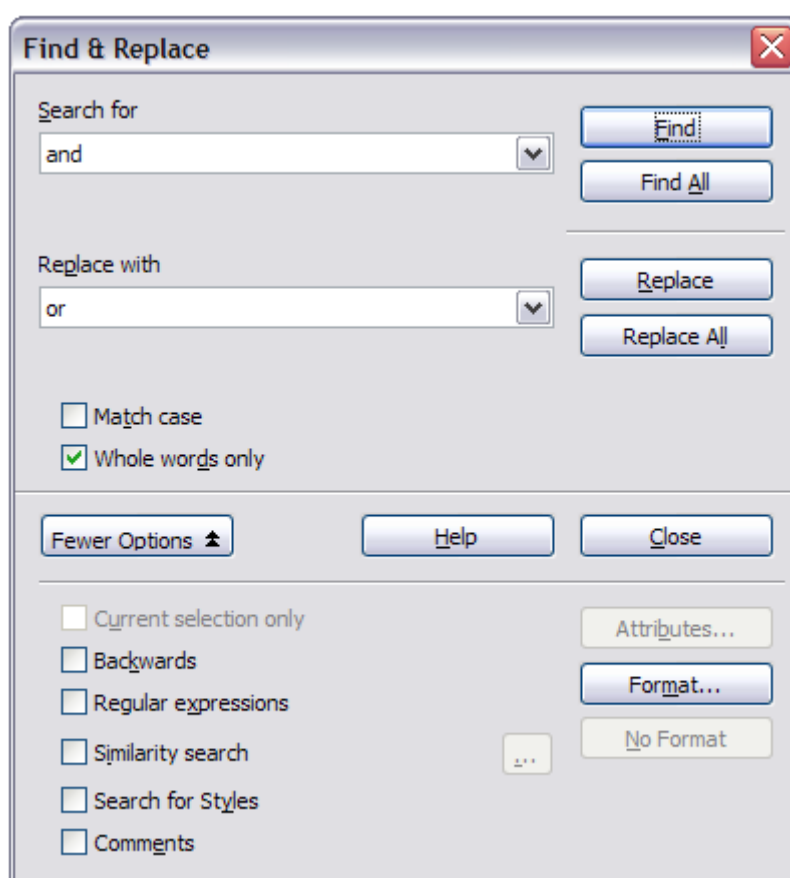 Find & Replace
Search for
Find
and
Find All
Replace with
Replace
or
Replace All
Match case
Whole words only
Fewer Options
Help
Close
Current selection only
Attributes...
Backwards
Format...
Regular expressions
No Format
Similarity search
...
Search for Styles
Comments